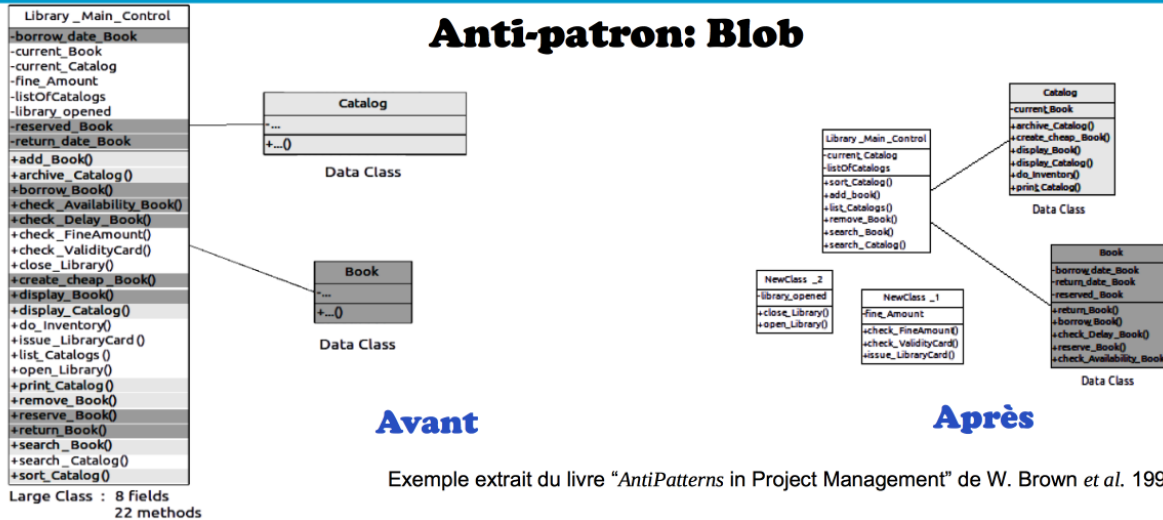 Anti-patron: Blob
Library _Main_Control
-borrow_date_Book
-current_Book
-current_Catalog
-fine_Amount
-listOfCatalogs
-library_opened
-reserved_Book
-return_date_Book
+add_Book()
+archive_Catalog()
+borrow_Book()
+check_Availability_Book()
+check_Delay_Book()
+check_FineAmount()
+check_ValidityCard()
+close_Library()
+create_cheap_Book()
+display_Book()
+display_Catalog()
+do_Inventory()
+issue_LibraryCard()
+list_Catalogs()
+open_Library()
+print_Catalog()
+remove_Book()
+reserve_Book()
+return_Book()
+search_Book()
+search_Catalog()
+sort_Catalog()
Large Class : 8 fields
22 methods
Catalog
-...
+...()
Data Class
Book
-...
+...()
Data Class
Avant
Library _Main_Control
-current_Catalog
-listOfCatalogs
+sort_Catalog()
+add_book()
+list_Catalogs()
+remove_Book()
+search_Book()
+search_Catalog()
Catalog
-current_Book
+archive_Catalog()
+create_cheap_Book()
+display_Book()
+display_Catalog()
+do_Inventory()
+print_Catalog()
Data Class
NewClass _2
-library_opened
+close_Library()
+open_Library()
NewClass _1
-fine_Amount
+check_FineAmount()
+check_ValidityCard()
+issue_LibraryCard()
Book
-borrow_date_Book
-return_date_Book
-reserved_Book
+return_Book()
+borrow_Book()
+check_Delay_Book()
+reserve_Book()
+check_Availability_Book
Data Class
Après
Exemple extrait du livre “AntiPatterns in Project Management” de W. Brown et al. 199